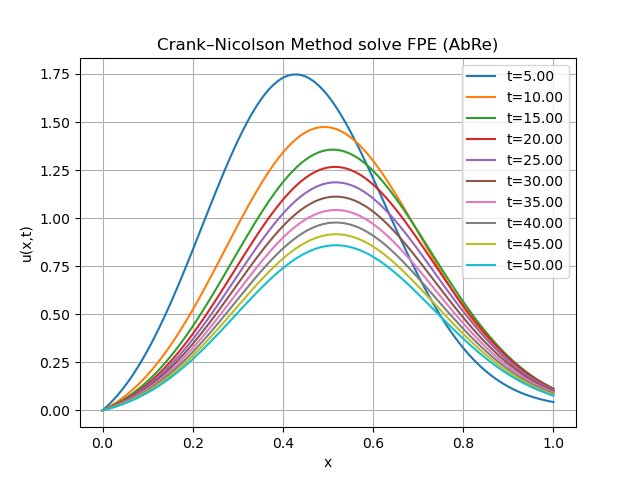 Crank–Nicolson Method solve FPE (AbRe)
u(x,t)
1.75
1.50
1.25
1.00
0.75
0.50
0.25
0.00
t=5.00
t=10.00
t=15.00
t=20.00
t=25.00
t=30.00
t=35.00
t=40.00
t=45.00
t=50.00
0.0 0.2 0.4 0.6 0.8 1.0
x